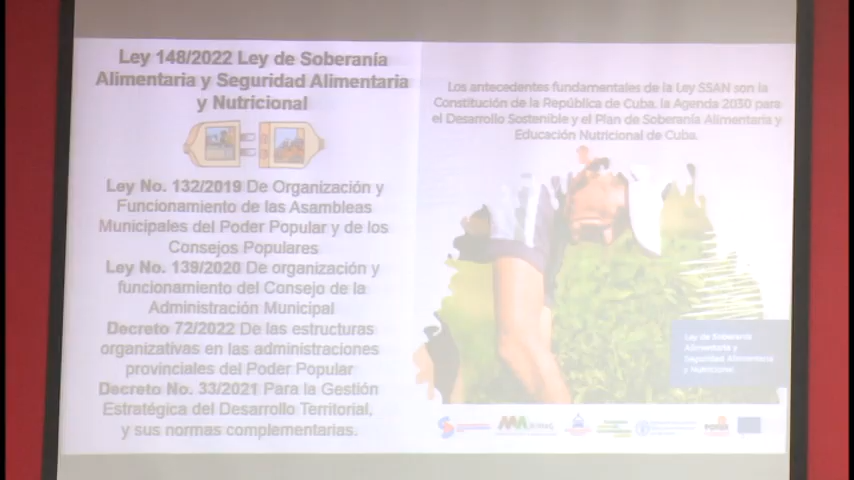 Ley 148/2022 Ley de Soberanía
Alimentaria y Seguridad Alimentaria
y Nutricional
Ley No. 132/2019 De Organización y
Funcionamiento de las Asambleas
Municipales del Poder Popular y de los
Consejos Populares
Ley No. 139/2020 De organización y
funcionamiento del Consejo de la
Administración Municipal
Decreto 72/2022 De las estructuras
organizativas en las administraciones
provinciales del Poder Popular
Decreto No. 33/2021 Para la Gestión
Estratégica del Desarrollo Territorial,
y sus normas complementarias.
Los antecedentes fundamentales de la Ley SSAN son la
Constitución de la República de Cuba, la Agenda 2030 para
el Desarrollo Sostenible y el Plan de Soberanía Alimentaria y
Educación Nutricional de Cuba.
Ley de Soberanía
Alimentaria y
Seguridad Alimentaria
y Nutricional